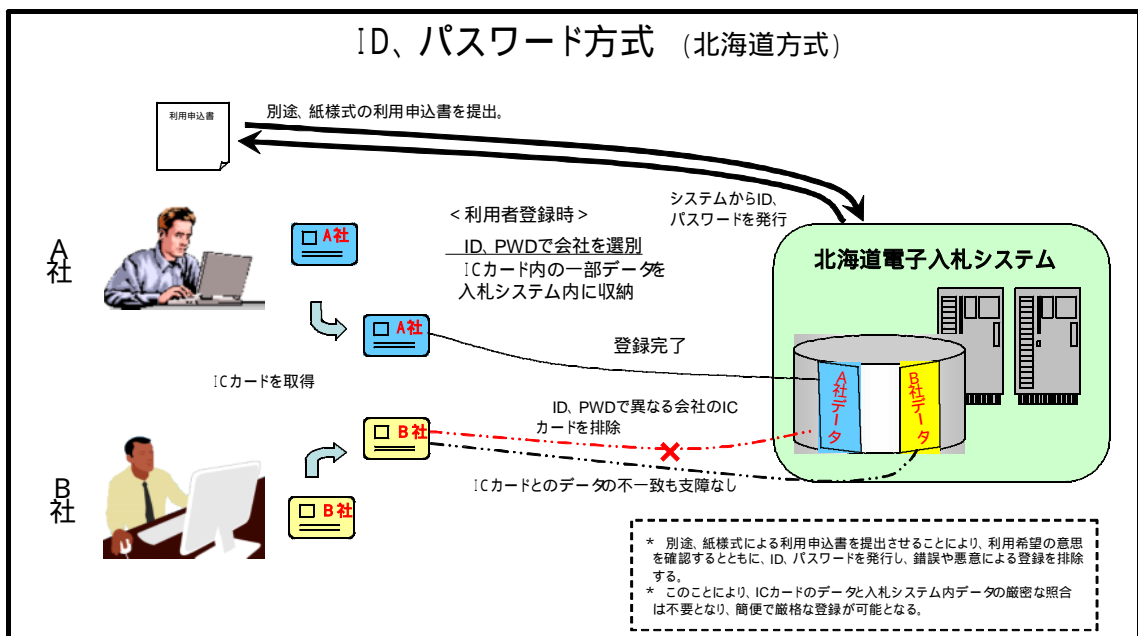 ID、パスワード方式 (北海道方式)
利用申込書
別途、紙様式の利用申込書を提出。
システムからID、
パスワードを発行
A社
A社
<利用者登録時>
ID、PWDで会社を選別
ICカード内の一部データを
入札システム内に収納
北海道電子入札システム
A社
登録完了
ICカードを取得
A社データ
B社データ
ID、PWDで異なる会社のIC
カードを排除
B社
ICカードとのデータの不一致も支障なし
B社
B社
* 別途、紙様式による利用申込書を提出させることにより、利用希望の意思
を確認するとともに、ID、パスワードを発行し、錯誤や悪意による登録を排除
する。
* このことにより、ICカードのデータと入札システム内データの厳密な照合
は不要となり、簡便で厳格な登録が可能となる。